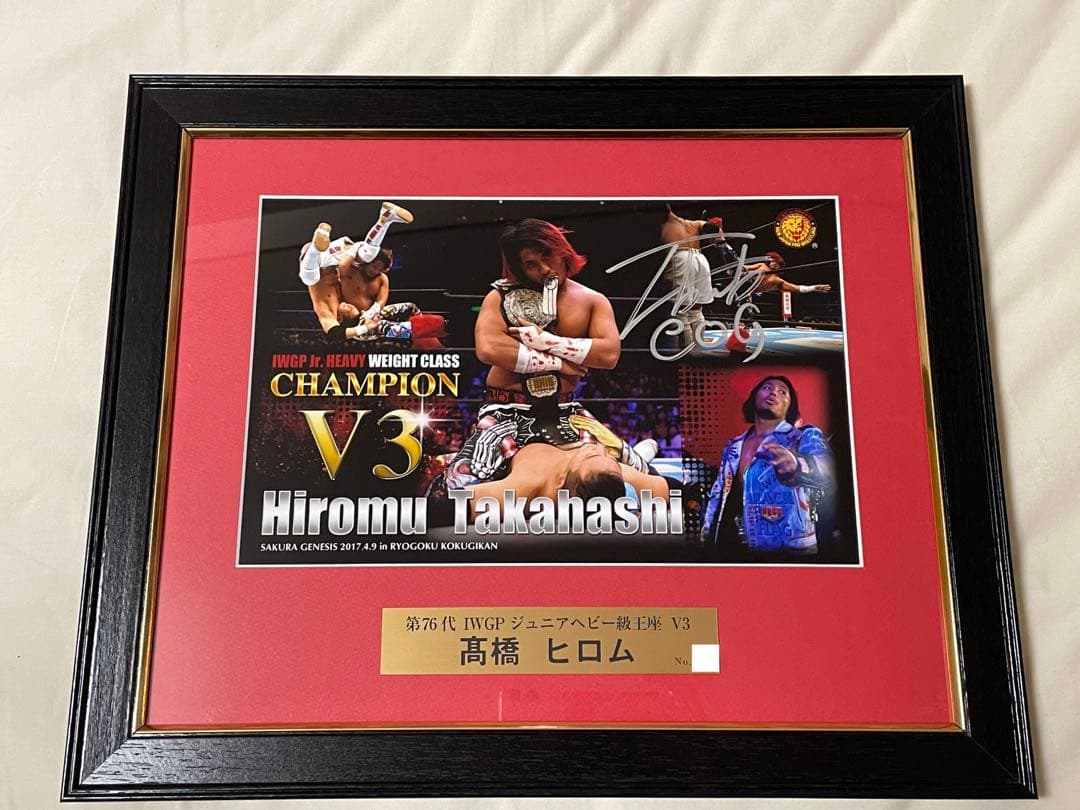 IWGP Jr. HEAVY WEIGHT CLASS
CHAMPION
V3
Hiromu Takahashi
SAKURA GENESIS 2017.4.9 in RYOGOKU KOKUGIKAN
第76代 IWGP ジュニアヘビー級王座 V3
髙橋 ヒロム
No.